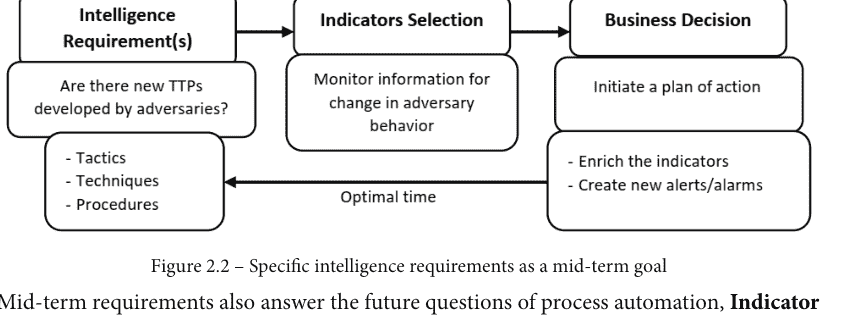 Intelligence
Requirement(s)
Indicators Selection
Business Decision
Are there new TTPs
developed by adversaries?
Monitor information for
change in adversary
behavior
Initiate a plan of action
- Tactics
- Techniques
- Procedures
Optimal time
- Enrich the indicators
- Create new alerts/alarms
Figure 2.2 – Specific intelligence requirements as a mid-term goal
Mid-term requirements also answer the future questions of process automation, Indicator